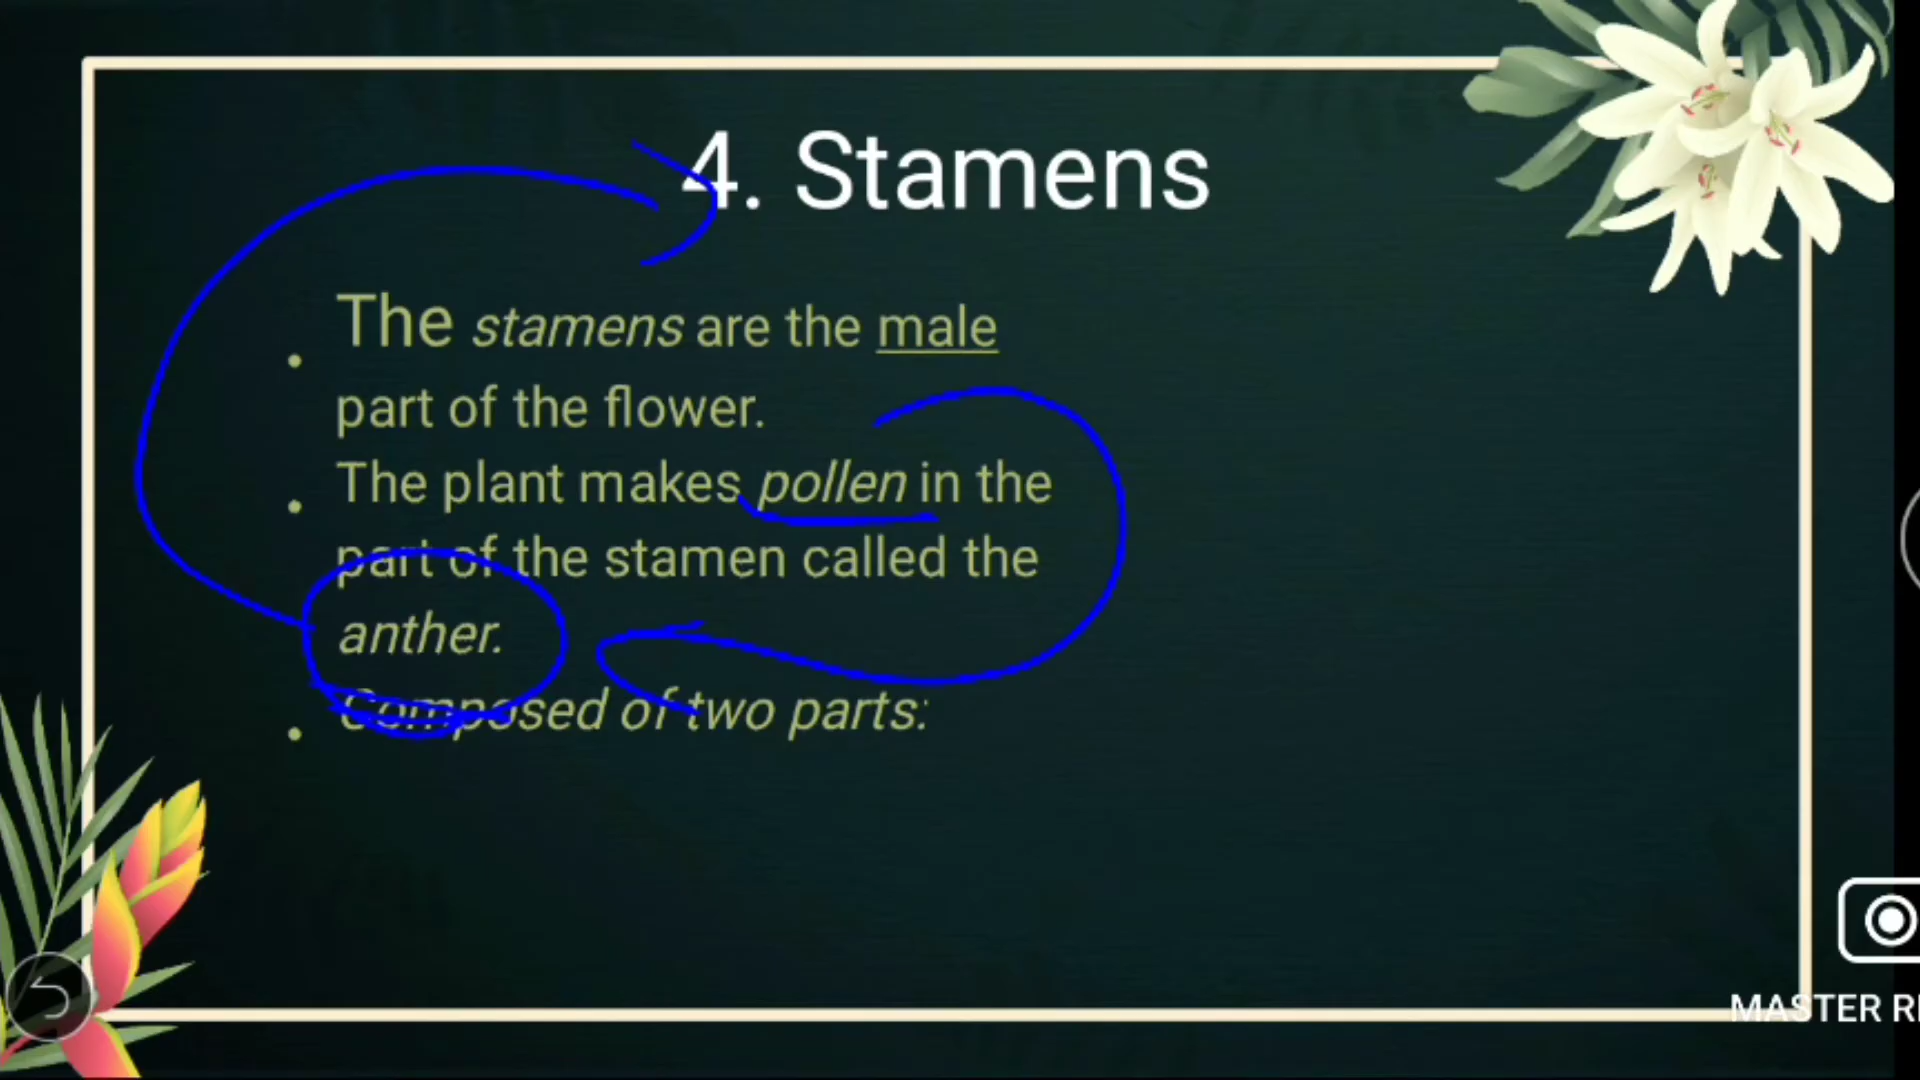 4. Stamens
The stamens are the male
part of the flower.
The plant makes pollen in the
part of the stamen called the
anther.
Composed of two parts:
MASTER